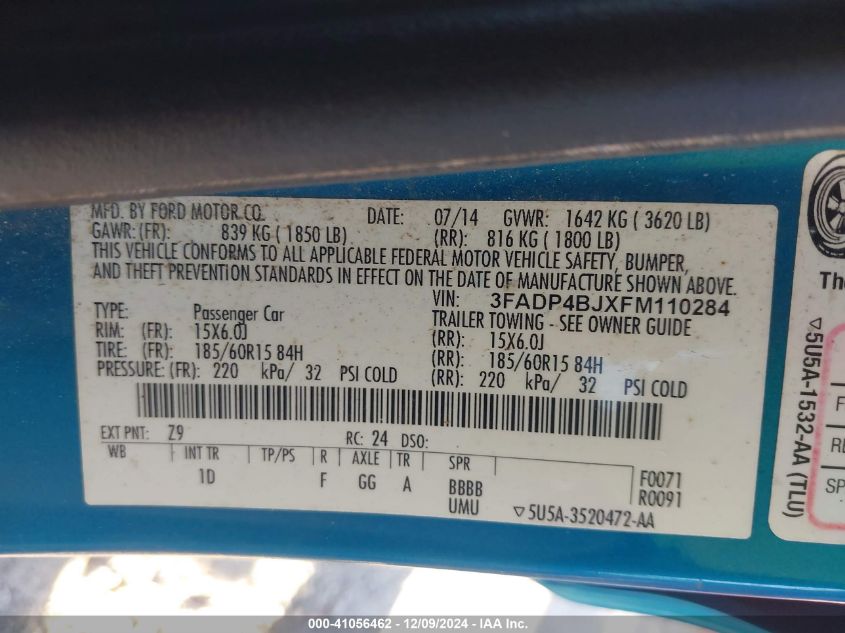 MFD. BY FORD MOTOR CO.
DATE: 07/14 GVWR: 1642 KG ( 3620 LB)
GAWR: (FR): 839 KG ( 1850 LB) (RR): 816 KG ( 1800 LB)
THIS VEHICLE CONFORMS TO ALL APPLICABLE FEDERAL MOTOR VEHICLE SAFETY, BUMPER,
AND THEFT PREVENTION STANDARDS IN EFFECT ON THE DATE OF MANUFACTURE SHOWN ABOVE.
VIN: 3FADP4BJXFM110284
TYPE: Passenger Car TRAILER TOWING - SEE OWNER GUIDE
RIM: (FR): 15X6.0J (RR): 15X6.0J
TIRE: (FR): 185/60R15 84H (RR): 185/60R15 84H
PRESSURE: (FR): 220 kPa/ 32 PSI COLD (RR): 220 kPa/ 32 PSI COLD
EXT PNT: Z9 RC: 24 DSO:
WB INT TR TP/PS R AXLE TR SPR
1D F GG A BBBB F0071
UMU R0091
▽5U5A-3520472-AA
Th
▽5U5A-1532-AA (TLU)
F
RE
SP
000-41056462 - 12/09/2024 - IAA Inc.